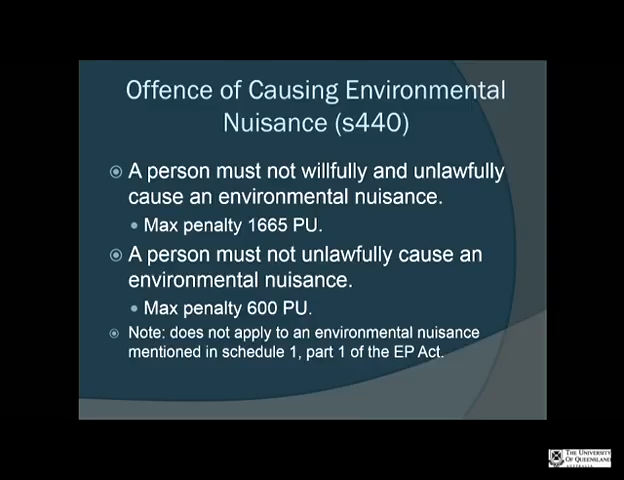 Offence of Causing Environmental
Nuisance (s440)
A person must not willfully and unlawfully
cause an environmental nuisance.
Max penalty 1665 PU.
A person must not unlawfully cause an
environmental nuisance.
Max penalty 600 PU.
Note: does not apply to an environmental nuisance
mentioned in schedule 1, part 1 of the EP Act.
THE UNIVERSITY
OF QUEENSLAND
AUSTRALIA